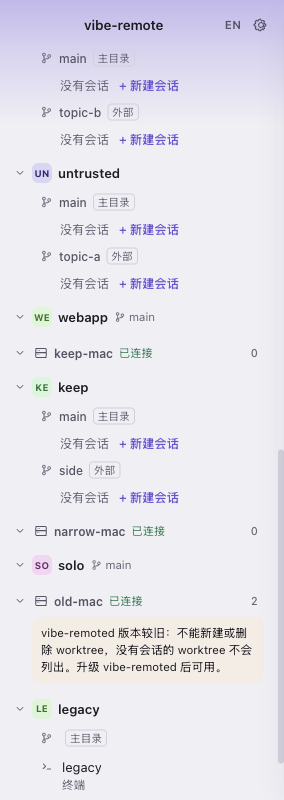 vibe-remote EN
main 主目录
没有会话 + 新建会话
topic-b 外部
没有会话 + 新建会话
UN untrusted
main 主目录
没有会话 + 新建会话
topic-a 外部
没有会话 + 新建会话
WE webapp main
keep-mac 已连接 0
KE keep
main 主目录
没有会话 + 新建会话
side 外部
没有会话 + 新建会话
narrow-mac 已连接 0
SO solo main
old-mac 已连接 2
vibe-remoted 版本较旧：不能新建或删
除 worktree，没有会话的 worktree 不会
列出。升级 vibe-remoted 后可用。
LE legacy
主目录
legacy
终端